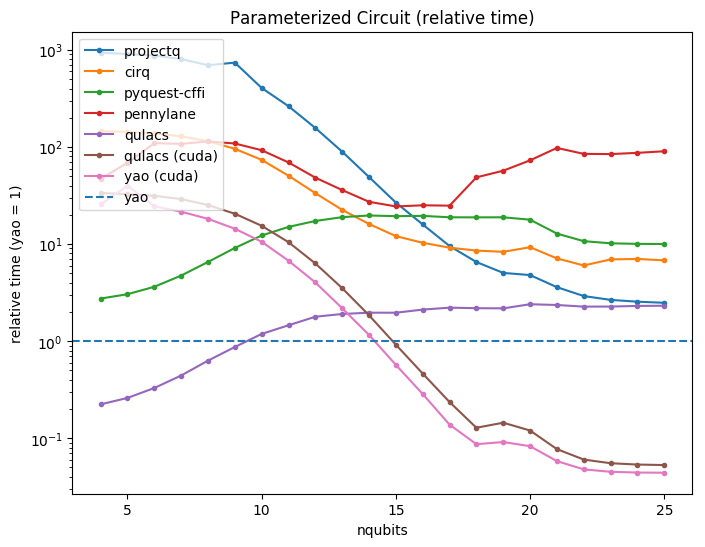 Parameterized Circuit (relative time)
relative time (yao = 1)
10³
10²
10¹
10⁰
10⁻¹
projectq
cirq
pyquest-cffi
pennylane
qulacs
qulacs (cuda)
yao (cuda)
yao
5
10
15
20
25
nqubits